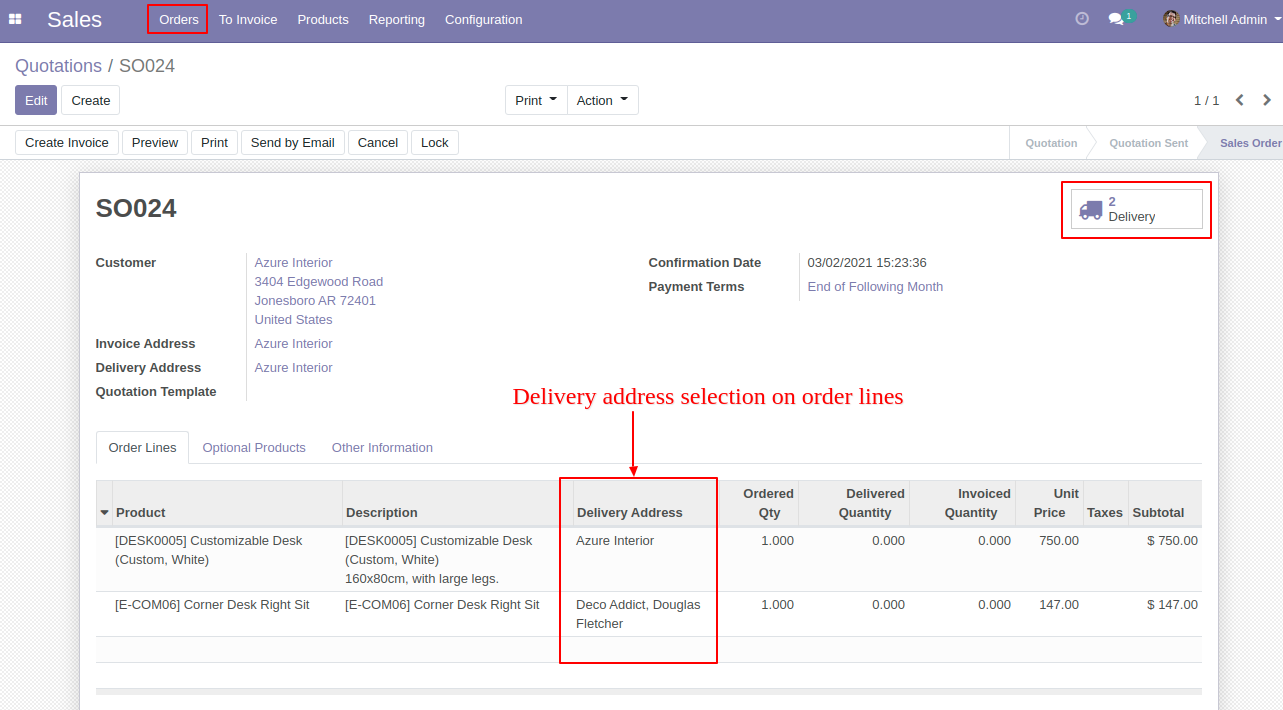 Sales Orders To Invoice Products Reporting Configuration 1 Mitchell Admin
Quotations / SO024
Edit Create Print Action 1 / 1
Create Invoice Preview Print Send by Email Cancel Lock Quotation Quotation Sent Sales Order
SO024
2
Delivery
Customer Azure Interior
3404 Edgewood Road
Jonesboro AR 72401
United States
Confirmation Date 03/02/2021 15:23:36
Payment Terms End of Following Month
Invoice Address Azure Interior
Delivery Address Azure Interior
Quotation Template
Delivery address selection on order lines
Order Lines Optional Products Other Information
Product Description Delivery Address Ordered Qty Delivered Quantity Invoiced Quantity Unit Price Taxes Subtotal
[DESK0005] Customizable Desk [DESK0005] Customizable Desk Azure Interior 1.000 0.000 0.000 750.00 $ 750.00
(Custom, White) (Custom, White)
160x80cm, with large legs.
[E-COM06] Corner Desk Right Sit [E-COM06] Corner Desk Right Sit Deco Addict, Douglas 1.000 0.000 0.000 147.00 $ 147.00
Fletcher